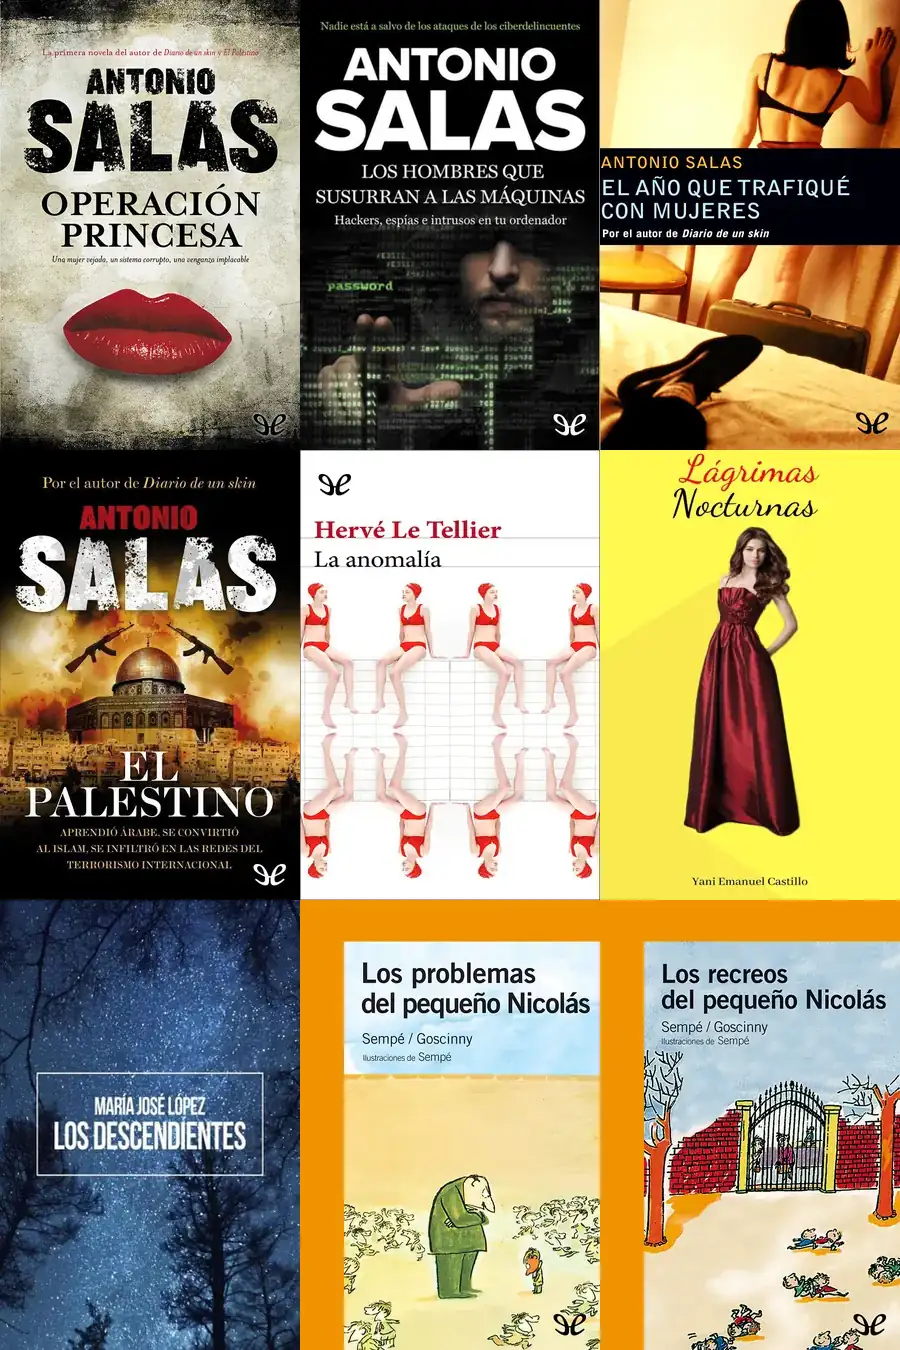 La primera novela del autor de Diario de un skin y El Palestino
ANTONIO
SALAS
OPERACIÓN
PRINCESA
Una mujer vejada, un sistema corrupto, una venganza implacable
Nadie está a salvo de los ataques de los ciberdelincuentes
ANTONIO
SALAS
LOS HOMBRES QUE
SUSURRAN A LAS MÁQUINAS
Hackers, espías e intrusos en tu ordenador
password
ANTONIO SALAS
EL AÑO QUE TRAFIQUÉ
CON MUJERES
Por el autor de Diario de un skin
Por el autor de Diario de un skin
ANTONIO
SALAS
EL
PALESTINO
APRENDIÓ ÁRABE, SE CONVIRTIÓ
AL ISLAM, SE INFILTRÓ EN LAS REDES DEL
TERRORISMO INTERNACIONAL
Hervé Le Tellier
La anomalía
Lágrimas
Nocturnas
Yani Emanuel Castillo
MARÍA JOSÉ LÓPEZ
LOS DESCENDIENTES
Los problemas
del pequeño Nicolás
Sempé / Goscinny
Ilustraciones de Sempé
Los recreos
del pequeño Nicolás
Sempé / Goscinny
Ilustraciones de Sempé